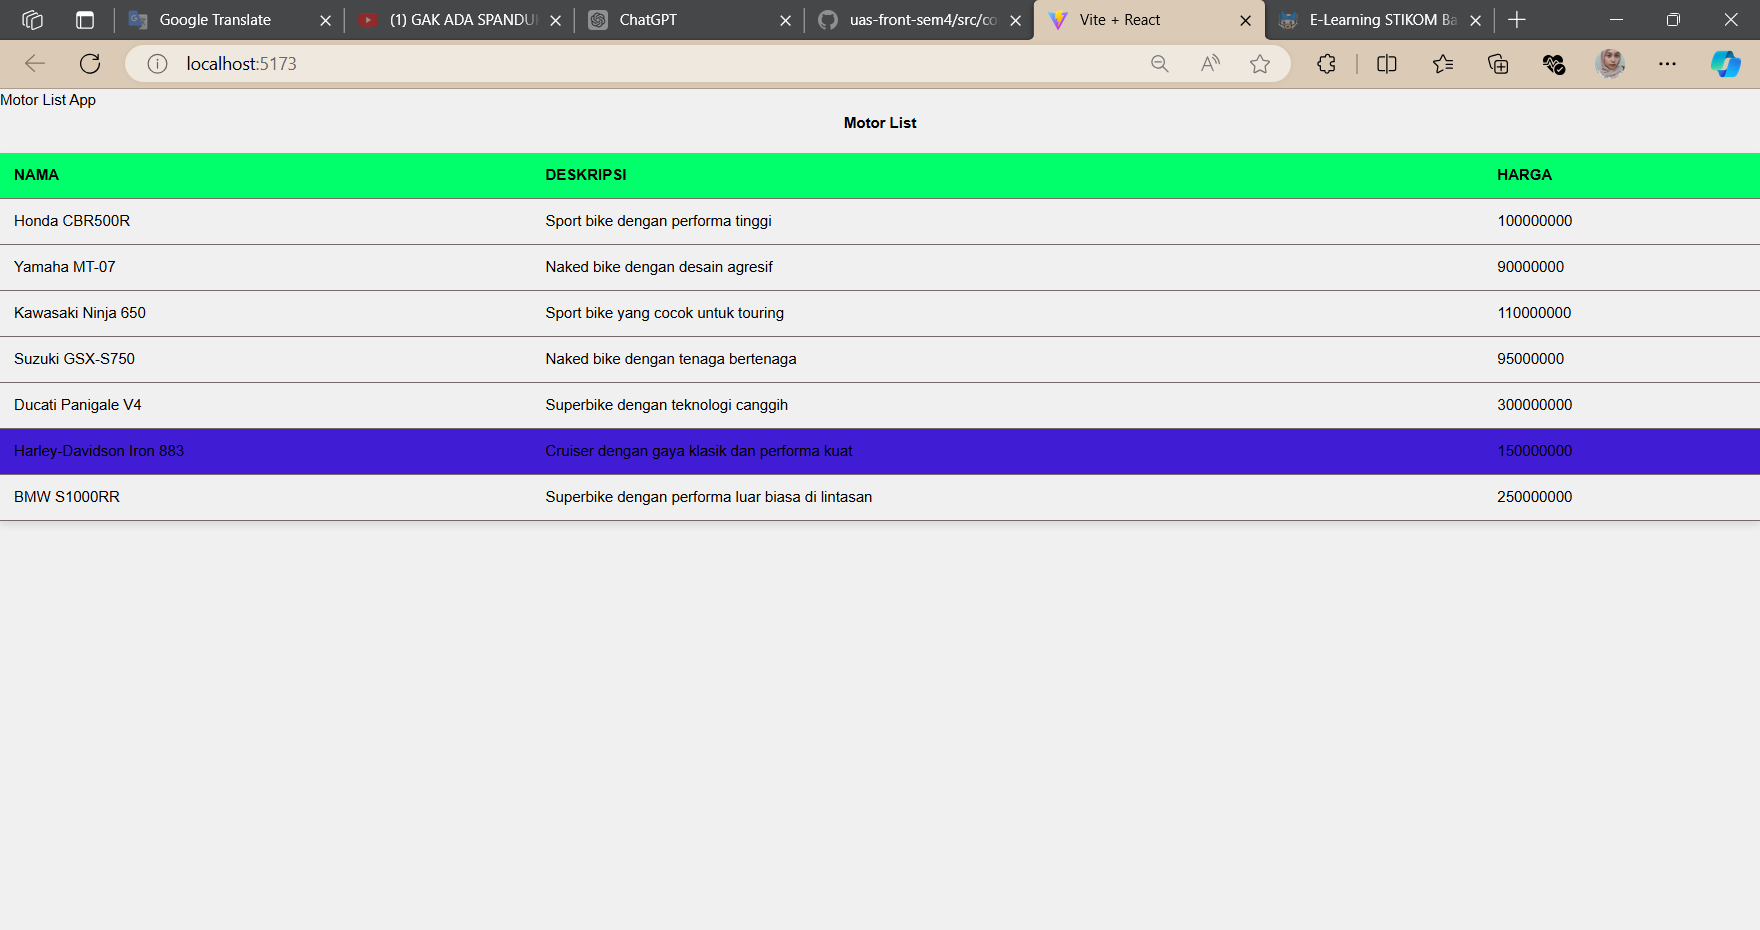 Google Translate
(1) GAK ADA SPANDU
ChatGPT
uas-front-sem4/src/co
Vite + React
E-Learning STIKOM Ba
localhost:5173
Motor List App
Motor List
NAMA DESKRIPSI HARGA
Honda CBR500R Sport bike dengan performa tinggi 100000000
Yamaha MT-07 Naked bike dengan desain agresif 90000000
Kawasaki Ninja 650 Sport bike yang cocok untuk touring 110000000
Suzuki GSX-S750 Naked bike dengan tenaga bertenaga 95000000
Ducati Panigale V4 Superbike dengan teknologi canggih 300000000
Harley-Davidson Iron 883 Cruiser dengan gaya klasik dan performa kuat 150000000
BMW S1000RR Superbike dengan performa luar biasa di lintasan 250000000